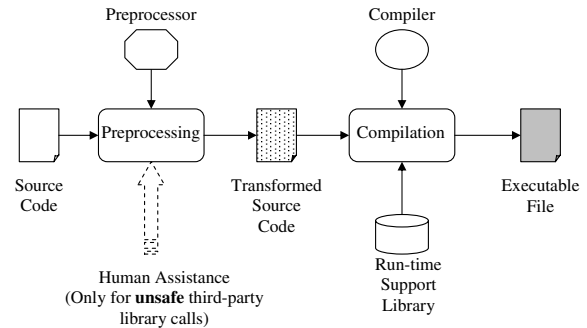 Preprocessor
Compiler
Preprocessing
Compilation
Source
Code
Transformed
Source
Code
Executable
File
Human Assistance
(Only for unsafe third-party
library calls)
Run-time
Support
Library